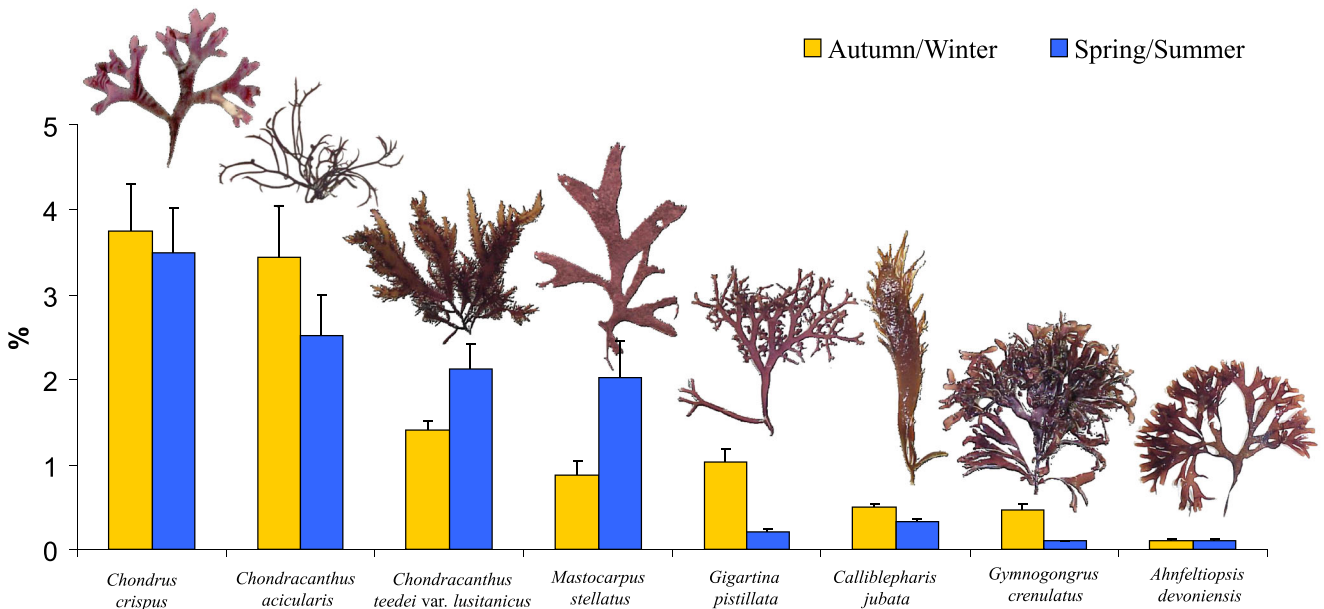 Autumn/Winter
Spring/Summer
5
4
3
2
1
0
%
Chondrus
crispus
Chondracanthus
acicularis
Chondracanthus
teedei var. lusitanicus
Mastocarpus
stellatus
Gigartina
pistillata
Calliblepharis
jubata
Gymnogongrus
crenulatus
Ahnfeltiopsis
devoniensis